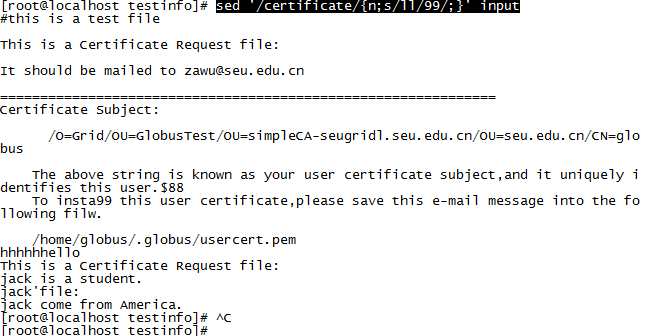 [root@localhost testinfo]# sed '/certificate/{n;s/ll/99/;}' input
#this is a test file
This is a Certificate Request file:
It should be mailed to zawu@seu.edu.cn
==============================================================
Certificate Subject:
/O=Grid/OU=GlobusTest/OU=simpleCA-seugridl.seu.edu.cn/OU=seu.edu.cn/CN=glo
bus
The above string is known as your user certificate subject,and it uniquely i
dentifies this user.$88
To insta99 this user certificate,please save this e-mail message into the fo
llowing filw.
/home/globus/.globus/usercert.pem
hhhhhhello
This is a Certificate Request file:
jack is a student.
jack'file:
jack come from America.
[root@localhost testinfo]# ^C
[root@localhost testinfo]#